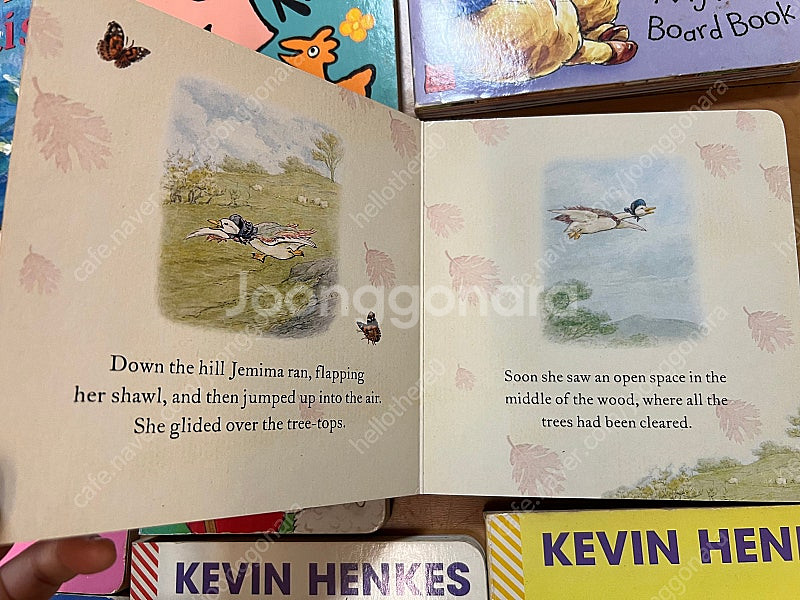 Board Book
Down the hill Jemima ran, flapping
her shawl, and then jumped up into the air.
She glided over the tree-tops.
Soon she saw an open space in the
middle of the wood, where all the
trees had been cleared.
Joonggonara
KEVIN HENKES
KEVIN HEN